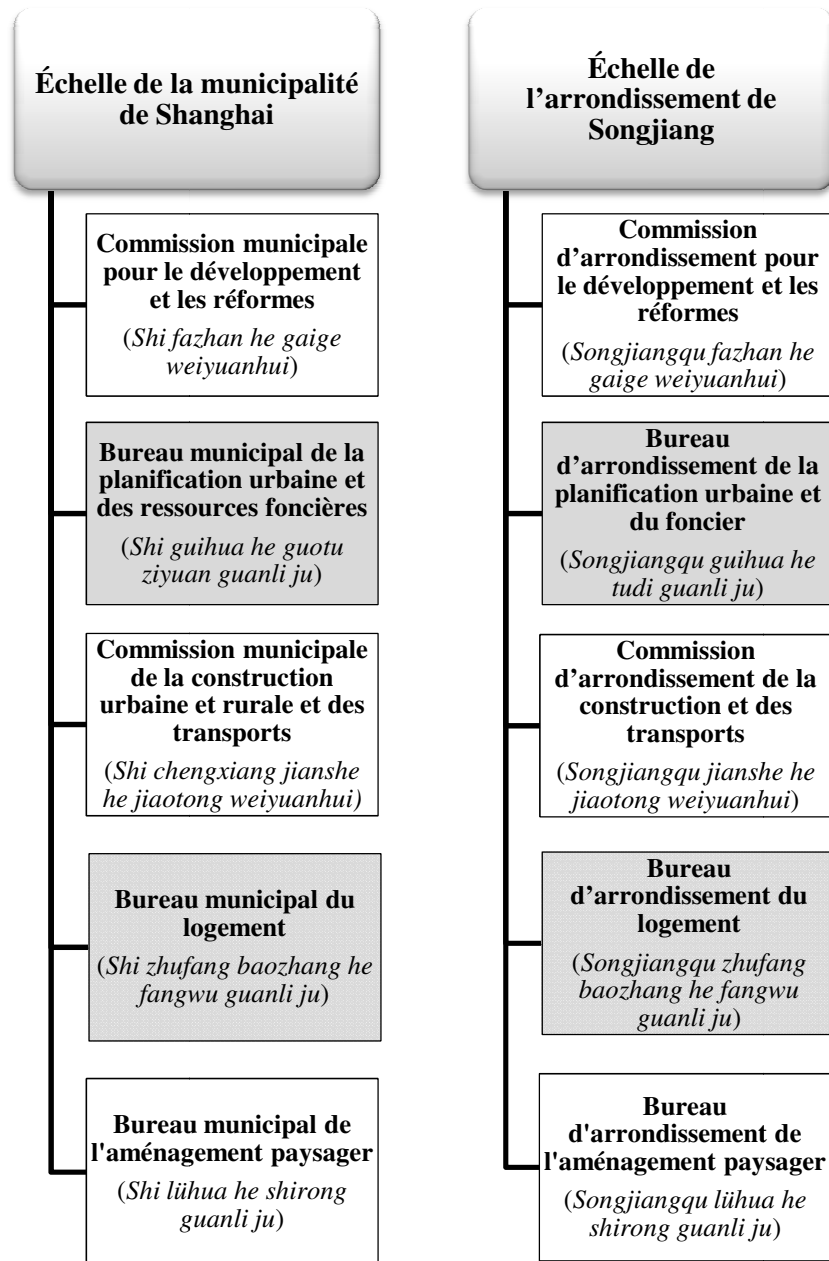 Échelle de la municipalité
de Shanghai
Commission municipale
pour le développement
et les réformes
(Shi fazhan he gaige
weiyuanhui)
Bureau municipal de la
planification urbaine et
des ressources foncières
(Shi guihua he guotu
ziyuan guanli ju)
Commission municipale
de la construction
urbaine et rurale et des
transports
(Shi chengxiang jianshe
he jiaotong weiyuanhui)
Bureau municipal du
logement
(Shi zhufang baozhang he
fangwu guanli ju)
Bureau municipal de
l'aménagement paysager
(Shi lühua he shirong
guanli ju)
Échelle de
l’arrondissement de
Songjiang
Commission
d’arrondissement pour
le développement et les
réformes
(Songjiangqu fazhan he
gaige weiyuanhui)
Bureau
d’arrondissement de la
planification urbaine et
du foncier
(Songjiangqu guihua he
tudi guanli ju)
Commission
d’arrondissement de la
construction et des
transports
(Songjiangqu jianshe he
jiaotong weiyuanhui)
Bureau
d’arrondissement du
logement
(Songjiangqu zhufang
baozhang he fangwu
guanli ju)
Bureau
d'arrondissement de
l'aménagement paysager
(Songjiangqu lühua he
shirong guanli ju)